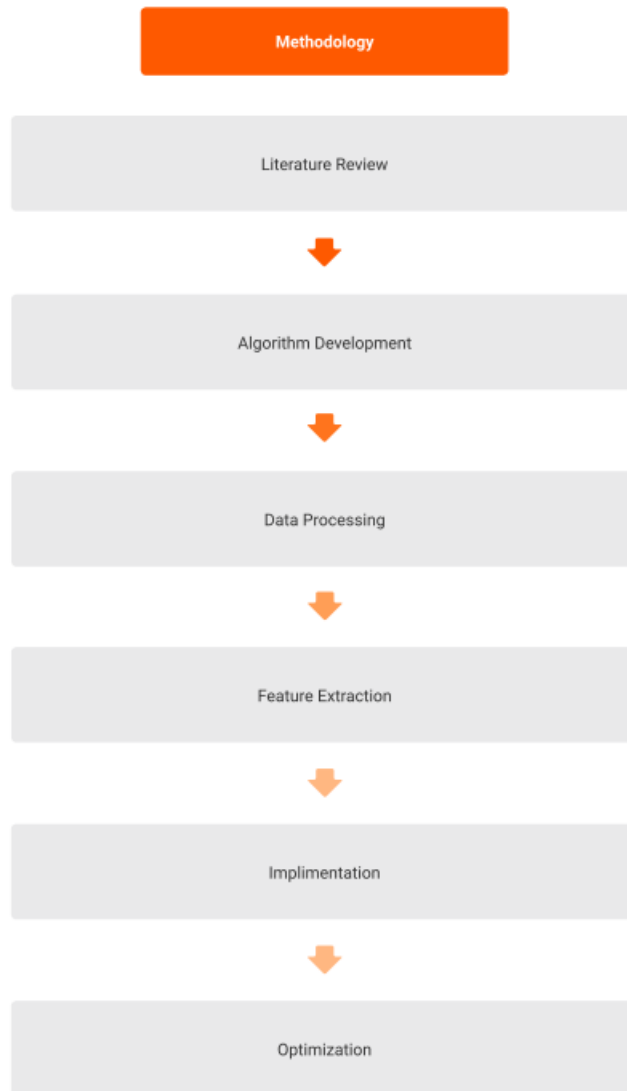 Methodology
Literature Review
Algorithm Development
Data Processing
Feature Extraction
Implimentation
Optimization